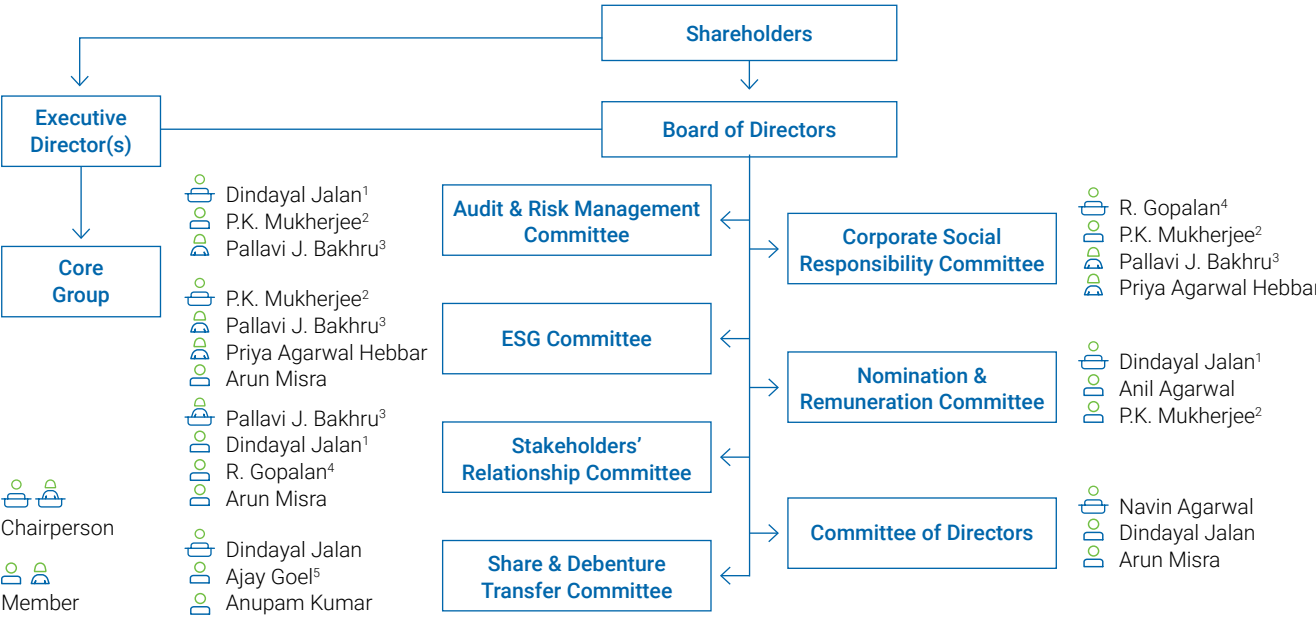 Shareholders
Executive
Director(s)
Board of Directors
Core
Group
Dindayal Jalan¹
P.K. Mukherjee²
Pallavi J. Bakhru³
Audit & Risk Management
Committee
Corporate Social
Responsibility Committee
R. Gopalan⁴
P.K. Mukherjee²
Pallavi J. Bakhru³
Priya Agarwal Hebbar
P.K. Mukherjee²
Pallavi J. Bakhru³
Priya Agarwal Hebbar
Arun Misra
ESG Committee
Nomination &
Remuneration Committee
Dindayal Jalan¹
Anil Agarwal
P.K. Mukherjee²
Pallavi J. Bakhru³
Dindayal Jalan¹
R. Gopalan⁴
Arun Misra
Stakeholders'
Relationship Committee
Committee of Directors
Navin Agarwal
Dindayal Jalan
Arun Misra
Dindayal Jalan
Ajay Goel⁵
Anupam Kumar
Share & Debenture
Transfer Committee
Chairperson
Member